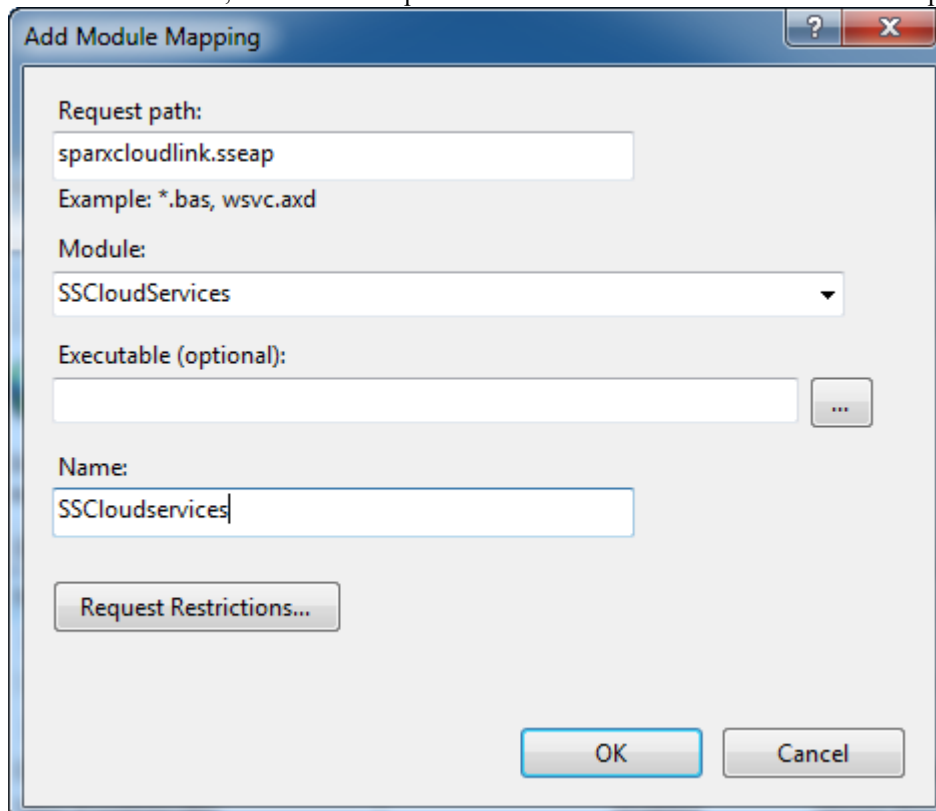 Add Module Mapping
Request path:
sparxcloudlink.sseap
Example: *.bas, wsvc.axd
Module:
SSCloudServices
Executable (optional):
...
Name:
SSCloudservices
Request Restrictions...
OK Cancel